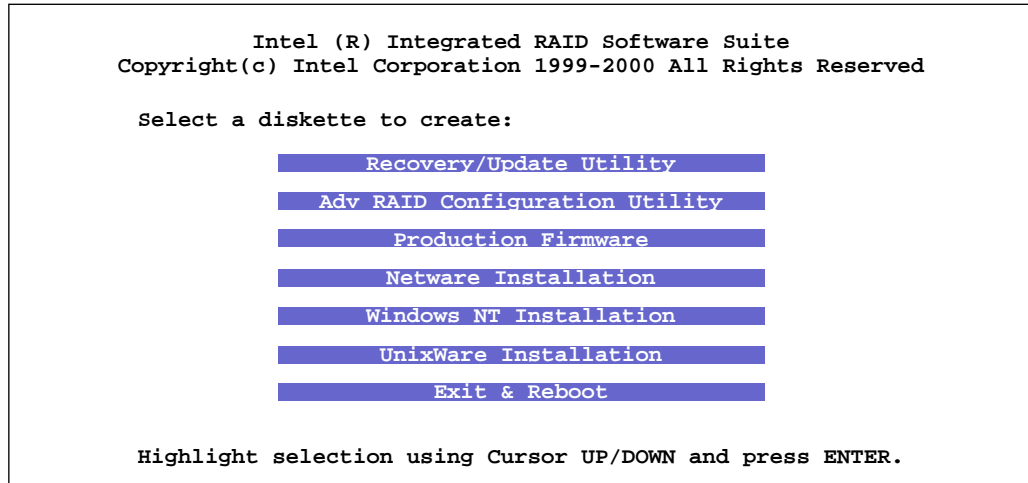 Intel (R) Integrated RAID Software Suite
Copyright(c) Intel Corporation 1999-2000 All Rights Reserved
Select a diskette to create:
Recovery/Update Utility
Adv RAID Configuration Utility
Production Firmware
Netware Installation
Windows NT Installation
UnixWare Installation
Exit & Reboot
Highlight selection using Cursor UP/DOWN and press ENTER.